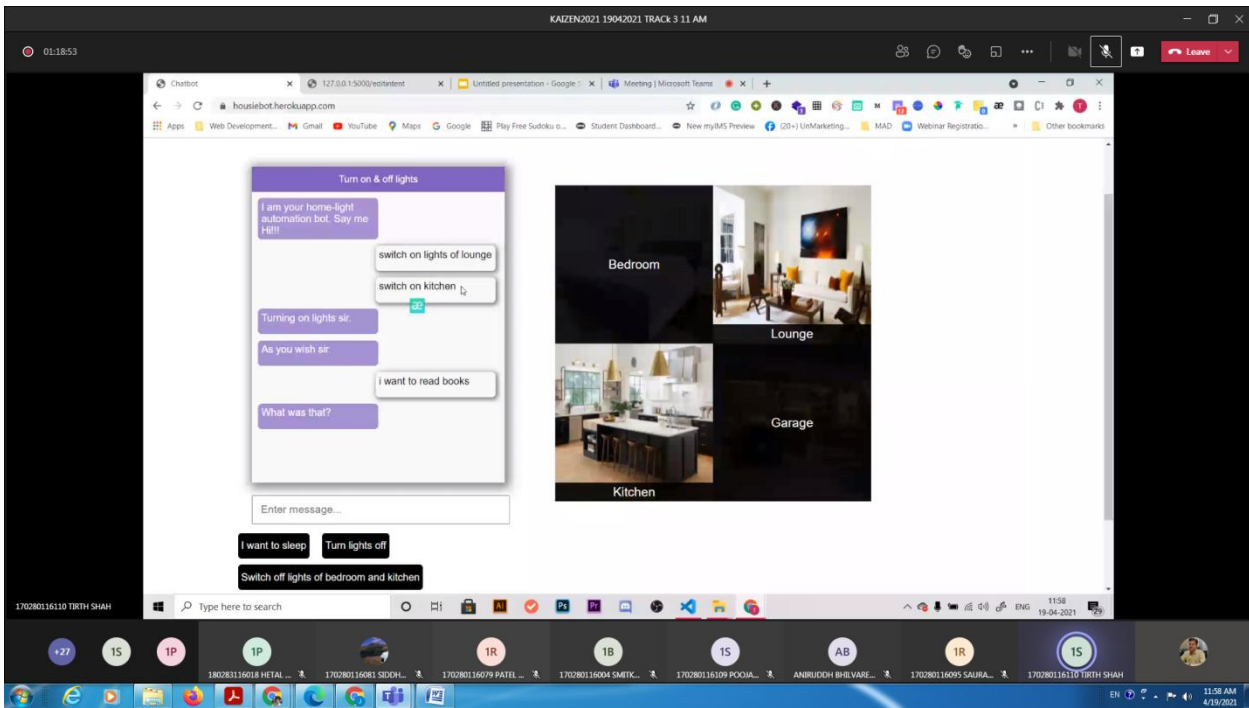 KAIZEN2021 19042021 TRACk 3 11 AM
01:18:53
Leave
Chatbot
127.0.0.1:5000/editintent
Untitled presentation - Google S
Meeting | Microsoft Teams
housiebot.herokuapp.com
Apps
Web Development...
Gmail
YouTube
Maps
Google
Play Free Sudoku o...
Student Dashboard...
New myIMS Preview
(20+) UnMarketing...
MAD
Webinar Registratio...
Other bookmarks
Turn on & off lights
I am your home-light
automation bot. Say me
Hi!!!
switch on lights of lounge
switch on kitchen
Turning on lights sir.
As you wish sir
i want to read books
What was that?
Enter message...
I want to sleep
Turn lights off
Switch off lights of bedroom and kitchen
Bedroom
Lounge
Kitchen
Garage
170280116110 TIRTH SHAH
Type here to search
ENG
11:58
19-04-2021
+27
1S
1P
1P
180283116018 HETAL ...
170280116081 SIDDH...
1R
170280116079 PATEL ...
1B
170280116004 SMITK...
1S
170280116109 POOJA...
AB
ANIRUDDH BHILVARE...
1R
170280116095 SAURA...
1S
170280116110 TIRTH SHAH
EN
11:58 AM
4/19/2021